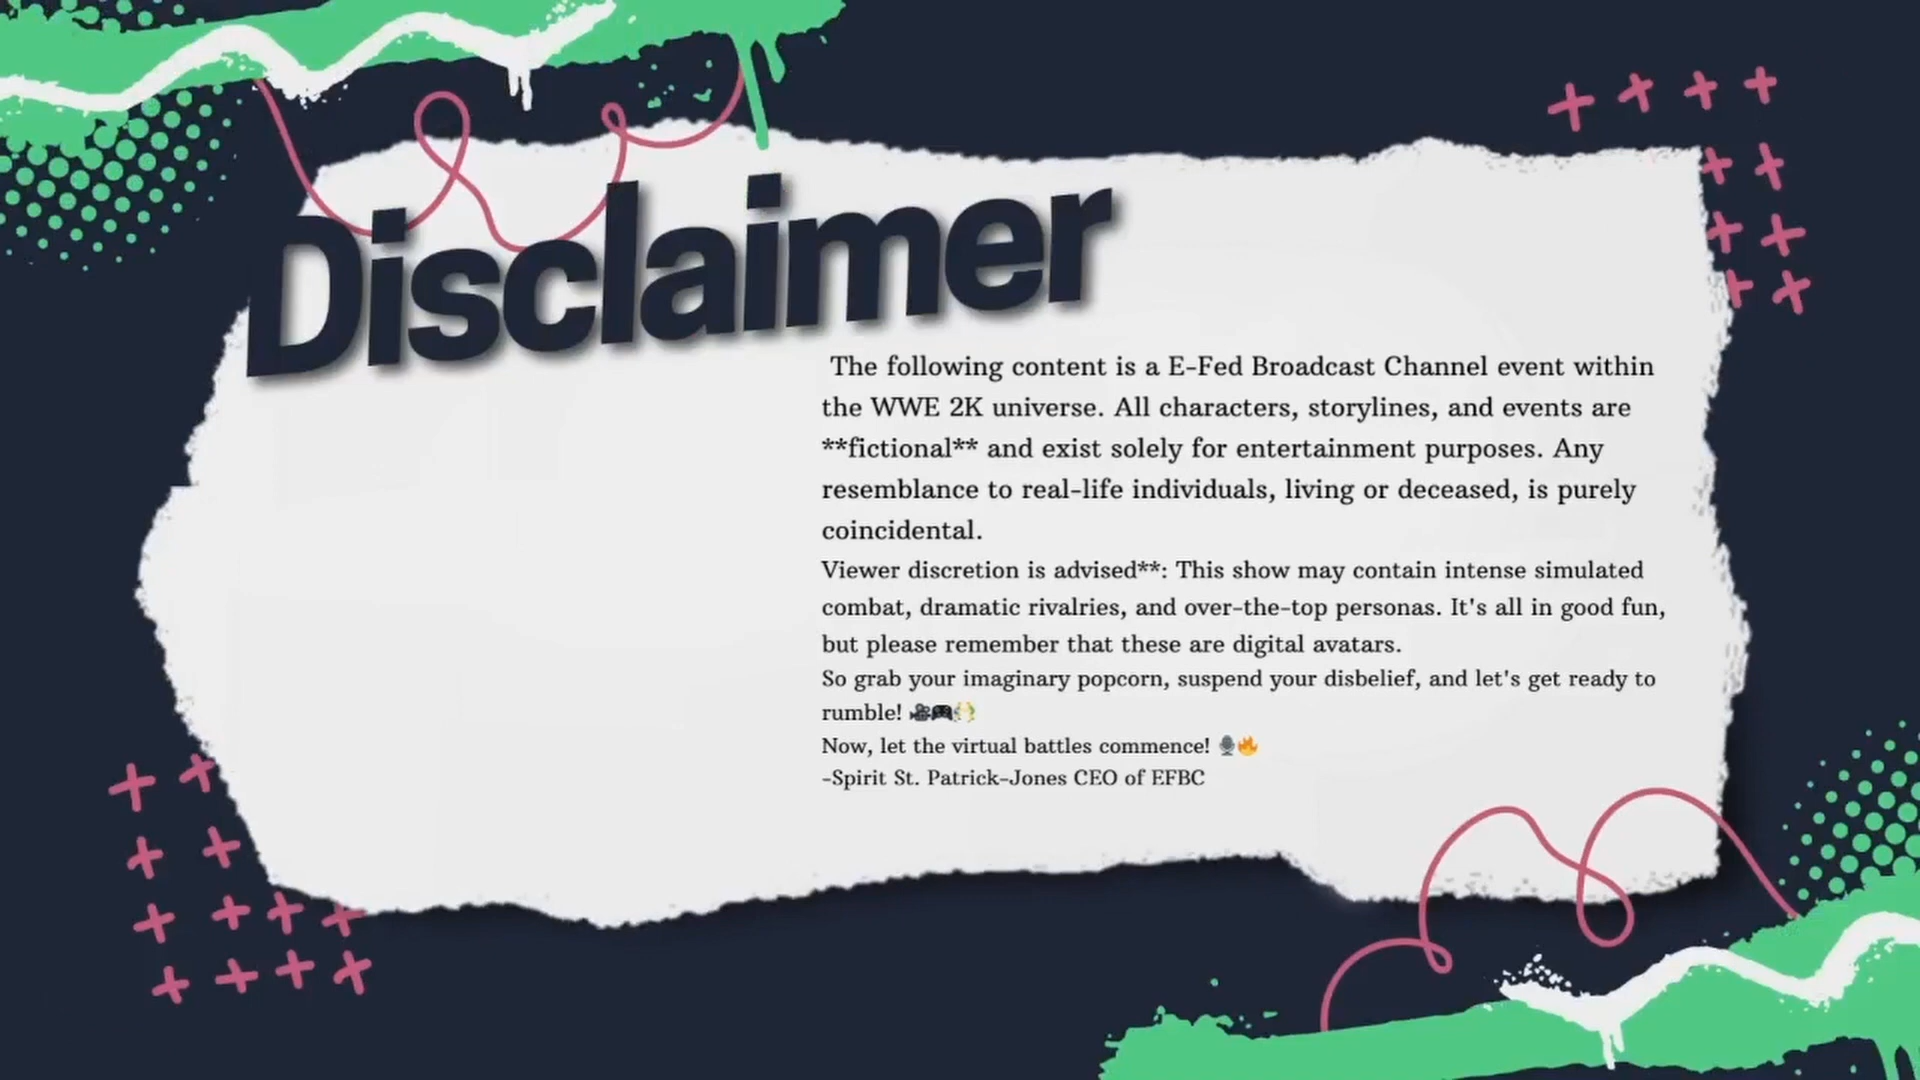 Disclaimer
The following content is a E-Fed Broadcast Channel event within
the WWE 2K universe. All characters, storylines, and events are
**fictional** and exist solely for entertainment purposes. Any
resemblance to real-life individuals, living or deceased, is purely
coincidental.
Viewer discretion is advised**: This show may contain intense simulated
combat, dramatic rivalries, and over-the-top personas. It's all in good fun,
but please remember that these are digital avatars.
So grab your imaginary popcorn, suspend your disbelief, and let's get ready to
rumble! 🎥🎮🎭
Now, let the virtual battles commence! 🎙️🔥
-Spirit St. Patrick-Jones CEO of EFBC